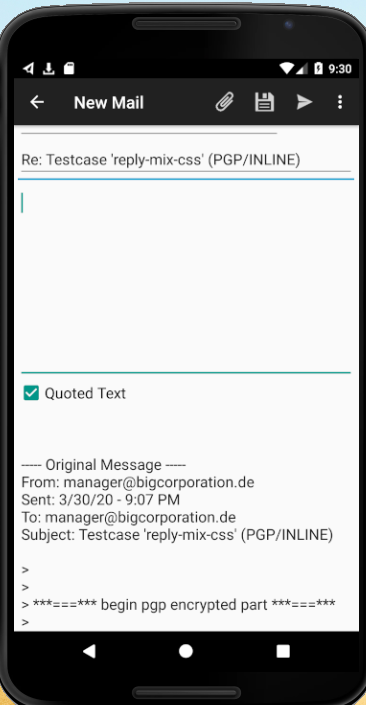 9:30
New Mail
Re: Testcase 'reply-mix-css' (PGP/INLINE)
Quoted Text
----- Original Message -----
From: manager@bigcorporation.de
Sent: 3/30/20 - 9:07 PM
To: manager@bigcorporation.de
Subject: Testcase 'reply-mix-css' (PGP/INLINE)
>
>
> ***===*** begin pgp encrypted part ***===***
>